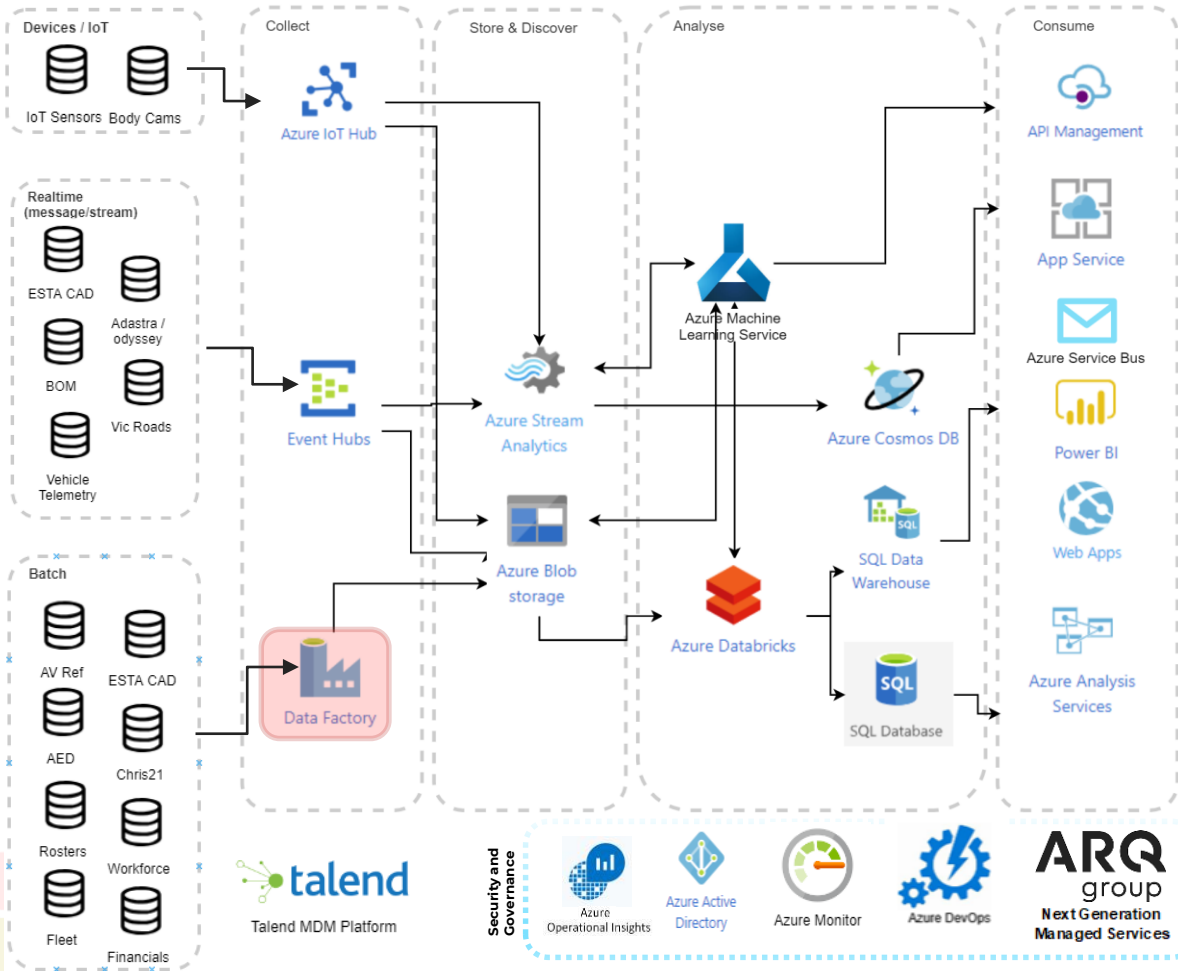 Devices / IoT
IoT Sensors
Body Cams
Realtime
(message/stream)
ESTA CAD
Adastra /
odyssey
BOM
Vic Roads
Vehicle
Telemetry
Batch
AV Ref
ESTA CAD
AED
Chris21
Rosters
Workforce
Fleet
Financials
Collect
Azure IoT Hub
Event Hubs
Data Factory
Store & Discover
Azure Stream
Analytics
Azure Blob
storage
Analyse
Azure Machine
Learning Service
Azure Cosmos DB
SQL
SQL Data
Warehouse
Azure Databricks
SQL
SQL Database
Consume
API Management
App Service
Azure Service Bus
Power BI
Web Apps
Azure Analysis
Services
talend
Talend MDM Platform
Security and
Governance
Azure
Operational Insights
Azure Active
Directory
Azure Monitor
Azure DevOps
ARQ
group
Next Generation
Managed Services